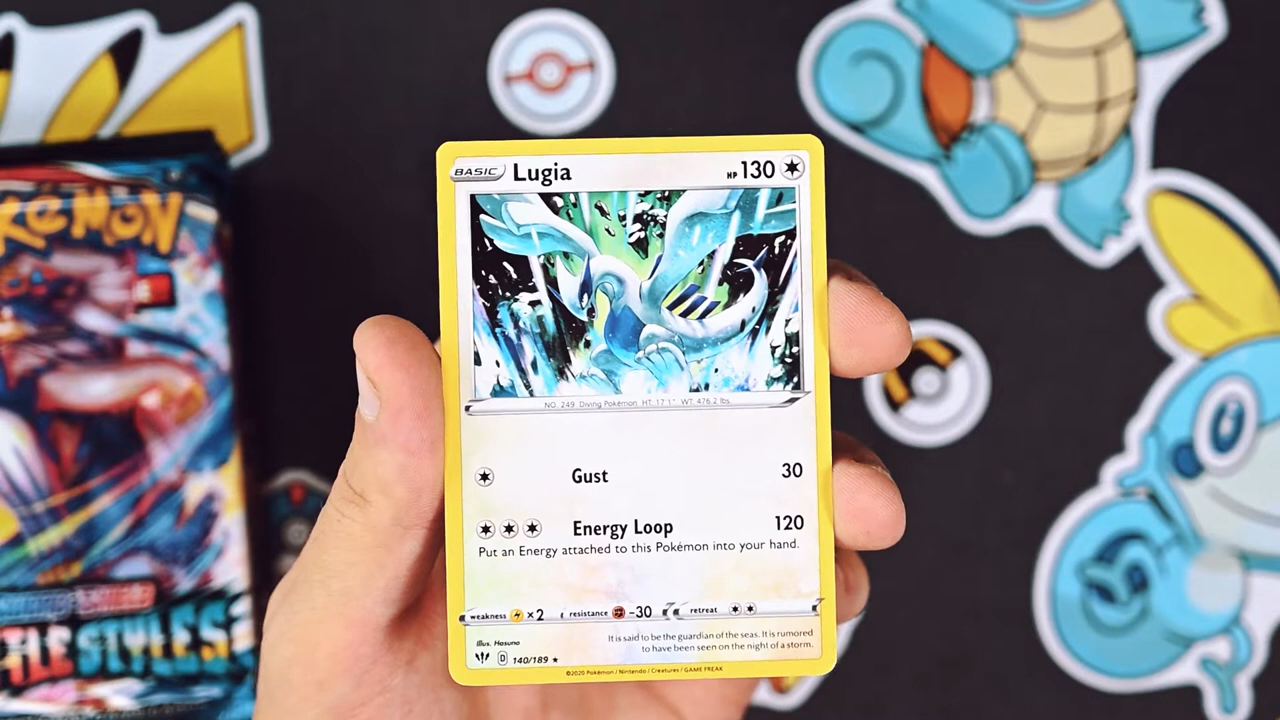 POKÉMON
BASIC Lugia HP 130
NO. 249 Diving Pokémon HT: 17'1" WT: 476.2 lbs.
Gust 30
Energy Loop 120
Put an Energy attached to this Pokémon into your hand.
weakness ×2 resistance -30 retreat
Illus. Hasuno
It is said to be the guardian of the seas. It is rumored
to have been seen on the night of a storm.
D 140/189 ★
©2020 Pokémon / Nintendo / Creatures / GAME FREAK
TLE STYLES